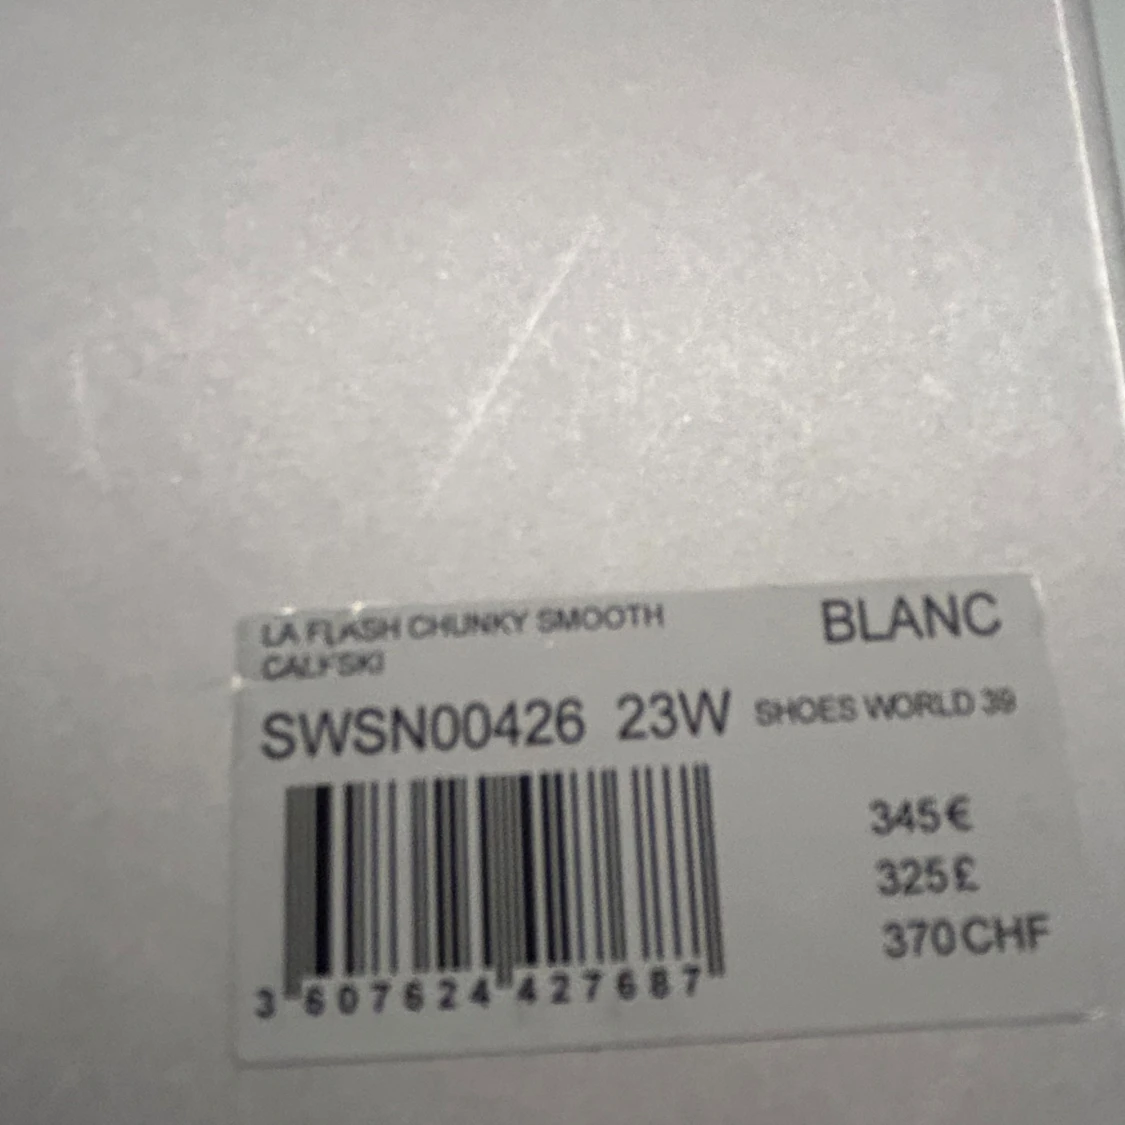 LA FLASH CHUNKY SMOOTH
CALFSKI
BLANC
SWSN00426 23W SHOES WORLD 39
345€
325£
370CHF
3 607624 427687